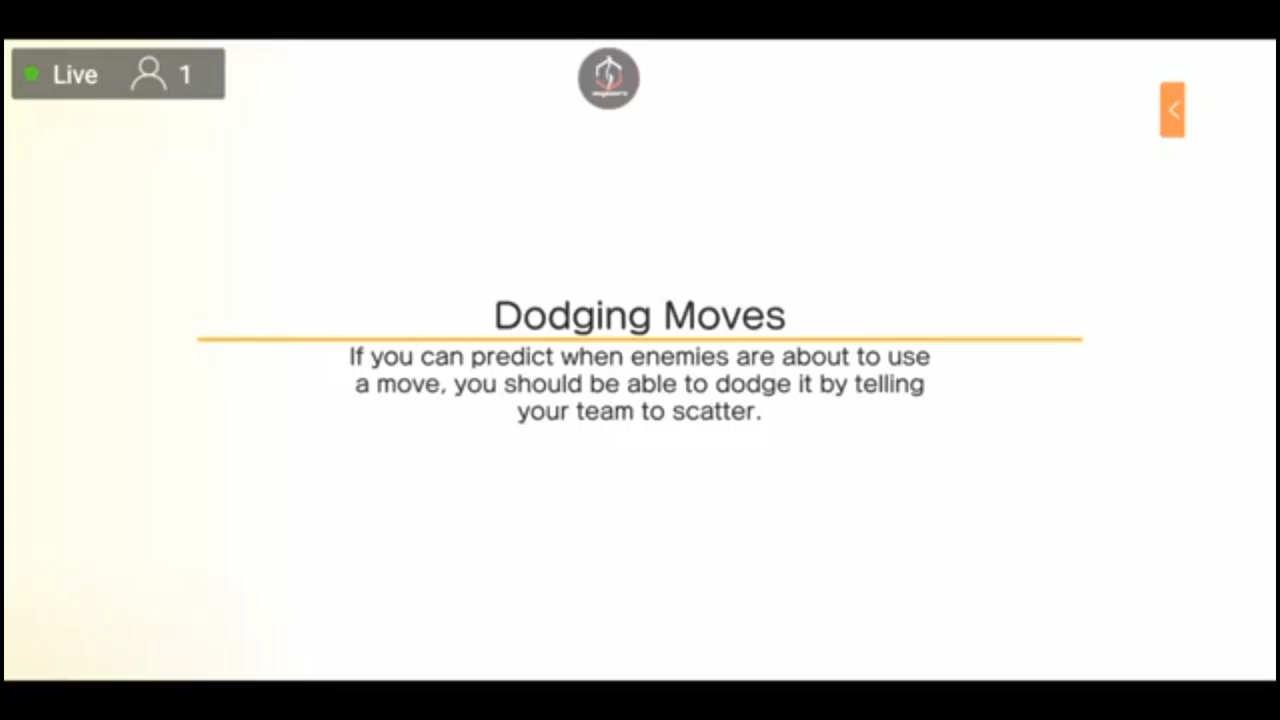 Live 1
Dodging Moves
If you can predict when enemies are about to use
a move, you should be able to dodge it by telling
your team to scatter.